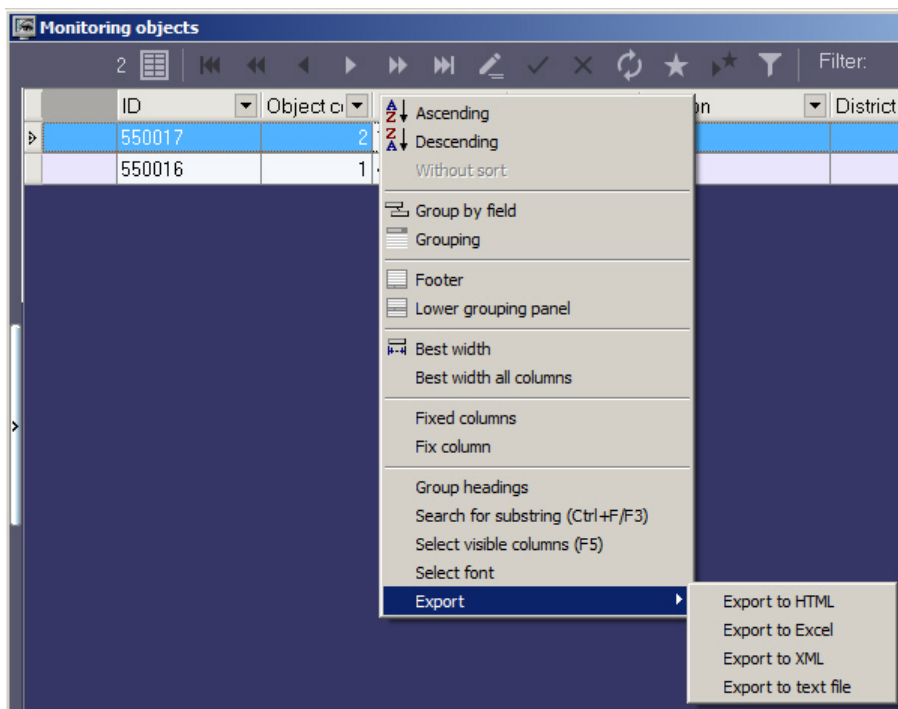 Monitoring objects
2 Filter:
ID Object co on District
550017 2
550016 1
Ascending
Descending
Without sort
Group by field
Grouping
Footer
Lower grouping panel
Best width
Best width all columns
Fixed columns
Fix column
Group headings
Search for substring (Ctrl+F/F3)
Select visible columns (F5)
Select font
Export
Export to HTML
Export to Excel
Export to XML
Export to text file